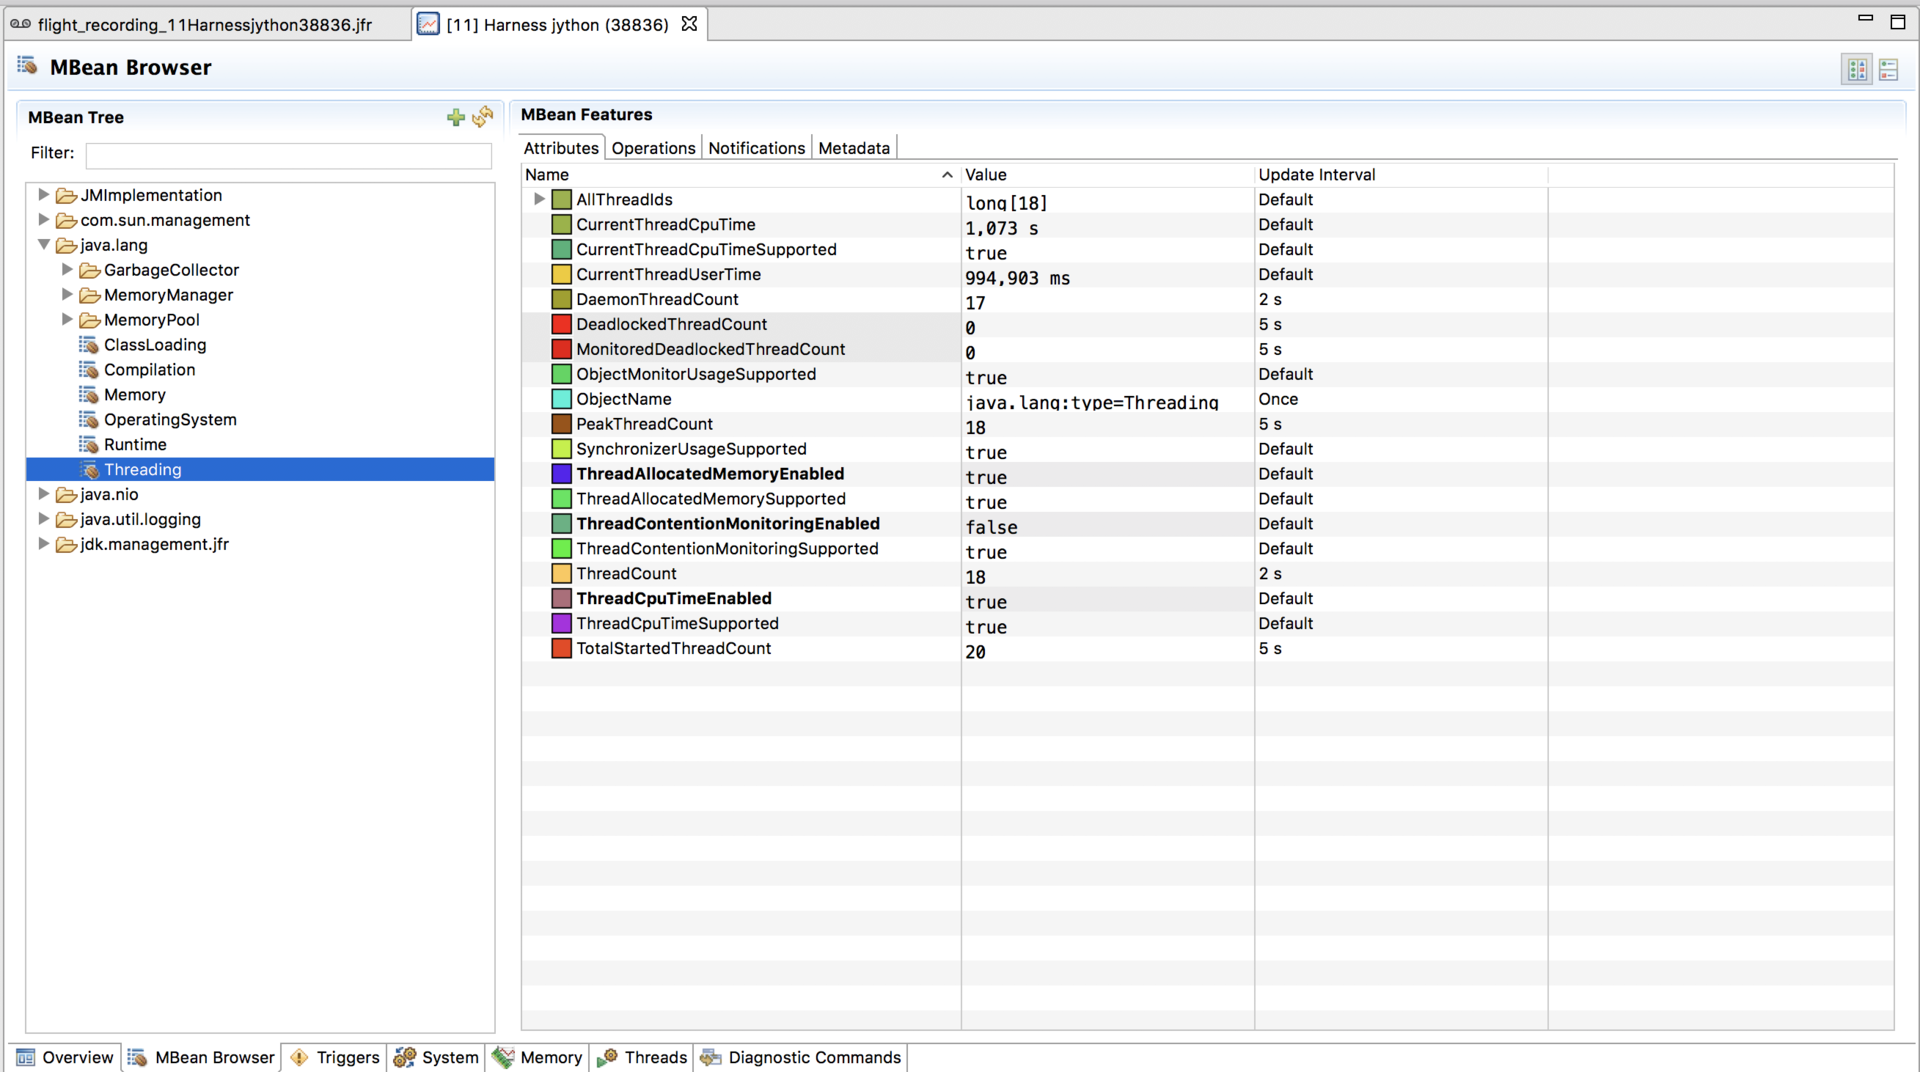 flight_recording_11Harnessjython38836.jfr
[11] Harness jython (38836)
MBean Browser
MBean Tree
Filter:
JMImplementation
com.sun.management
java.lang
GarbageCollector
MemoryManager
MemoryPool
ClassLoading
Compilation
Memory
OperatingSystem
Runtime
Threading
java.nio
java.util.logging
jdk.management.jfr
MBean Features
Attributes Operations Notifications Metadata
Name Value Update Interval
AllThreadIds long[18] Default
CurrentThreadCpuTime 1,073 s Default
CurrentThreadCpuTimeSupported true Default
CurrentThreadUserTime 994,903 ms Default
DaemonThreadCount 17 2 s
DeadlockedThreadCount 0 5 s
MonitoredDeadlockedThreadCount 0 5 s
ObjectMonitorUsageSupported true Default
ObjectName java.lang:type=Threading Once
PeakThreadCount 18 5 s
SynchronizerUsageSupported true Default
ThreadAllocatedMemoryEnabled true Default
ThreadAllocatedMemorySupported true Default
ThreadContentionMonitoringEnabled false Default
ThreadContentionMonitoringSupported true Default
ThreadCount 18 2 s
ThreadCpuTimeEnabled true Default
ThreadCpuTimeSupported true Default
TotalStartedThreadCount 20 5 s
Overview MBean Browser Triggers System Memory Threads Diagnostic Commands